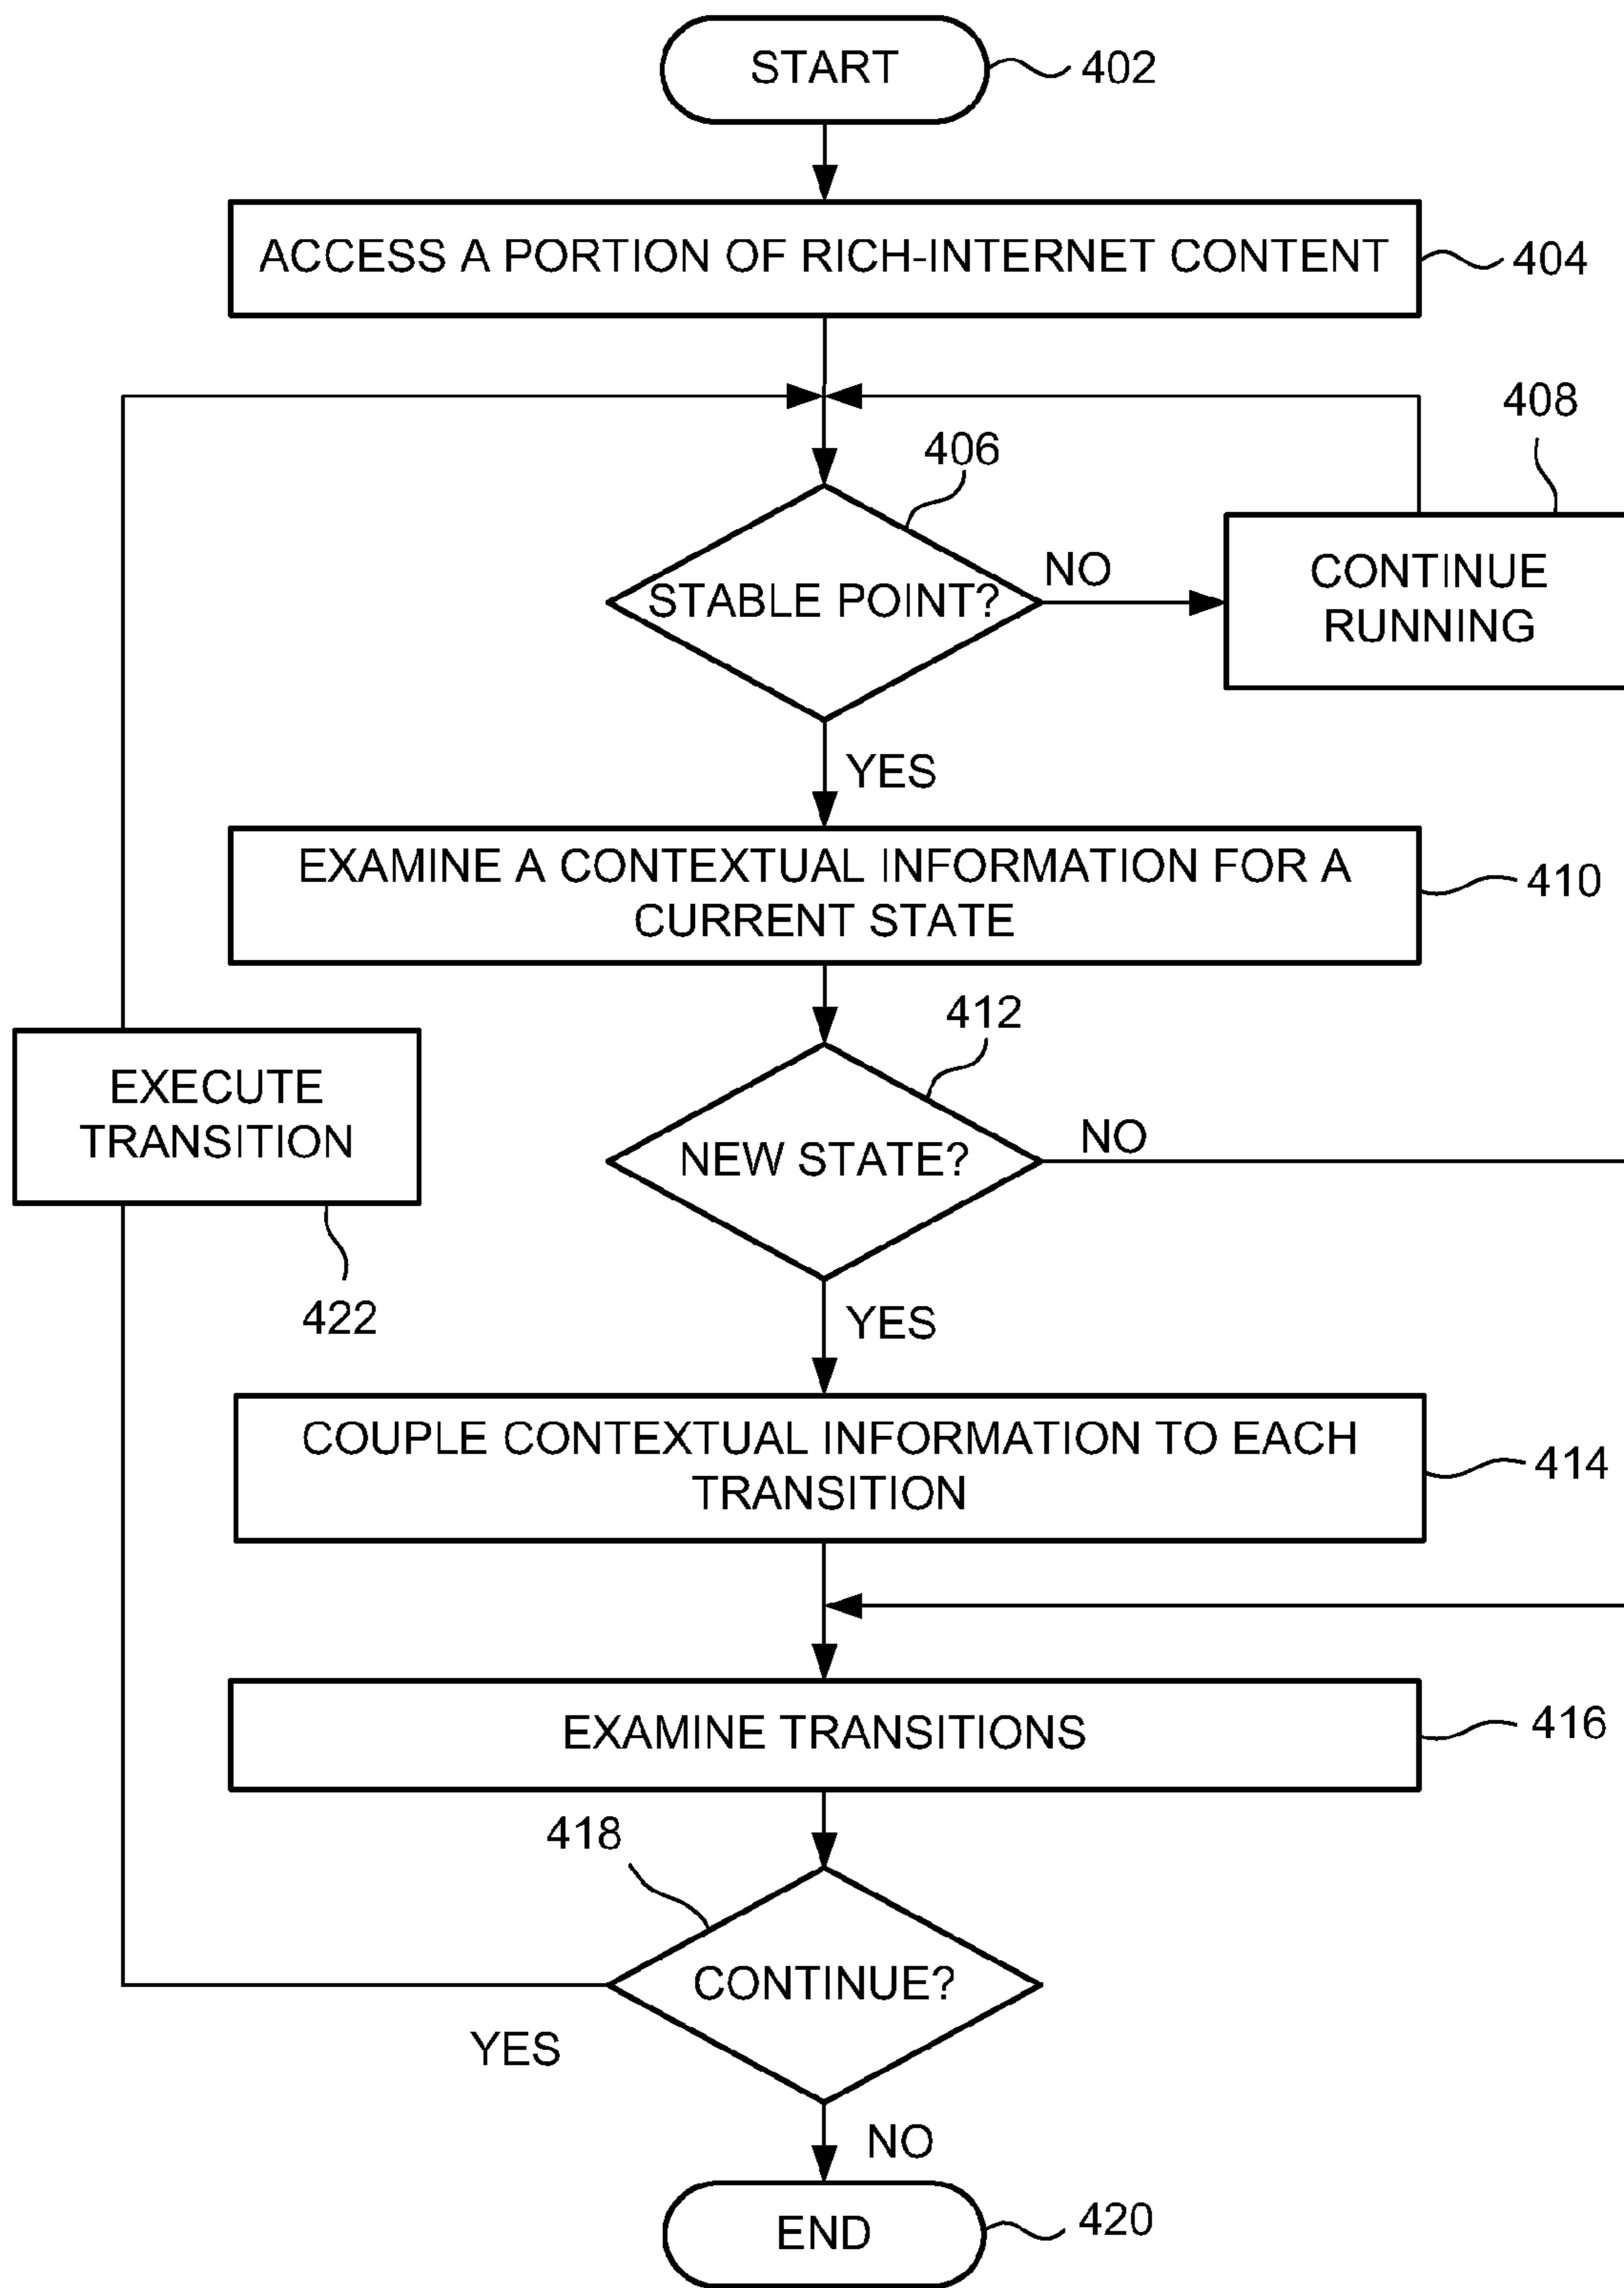 START
402
ACCESS A PORTION OF RICH-INTERNET CONTENT
404
408
406
STABLE POINT?
NO
CONTINUE
RUNNING
YES
EXAMINE A CONTEXTUAL INFORMATION FOR A
CURRENT STATE
410
412
EXECUTE
TRANSITION
NEW STATE?
NO
422
YES
COUPLE CONTEXTUAL INFORMATION TO EACH
TRANSITION
414
EXAMINE TRANSITIONS
416
418
CONTINUE?
YES
NO
END
420